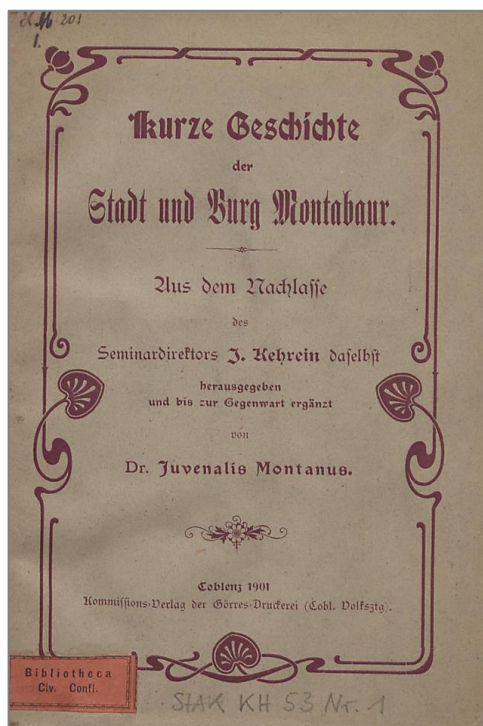 201
1.
Kurze Geschichte
der
Stadt und Burg Montabaur.
Aus dem Nachlasse
des
Seminardirektors J. Kehrein daselbst
herausgegeben
und bis zur Gegenwart ergänzt
von
Dr. Juvenalis Montanus.
Coblenz 1901
Kommissions-Verlag der Görres-Druckerei (Cobl. Volksztg).
Bibliotheca
Civ. Confl.
StAK KH 53 Nr. 1